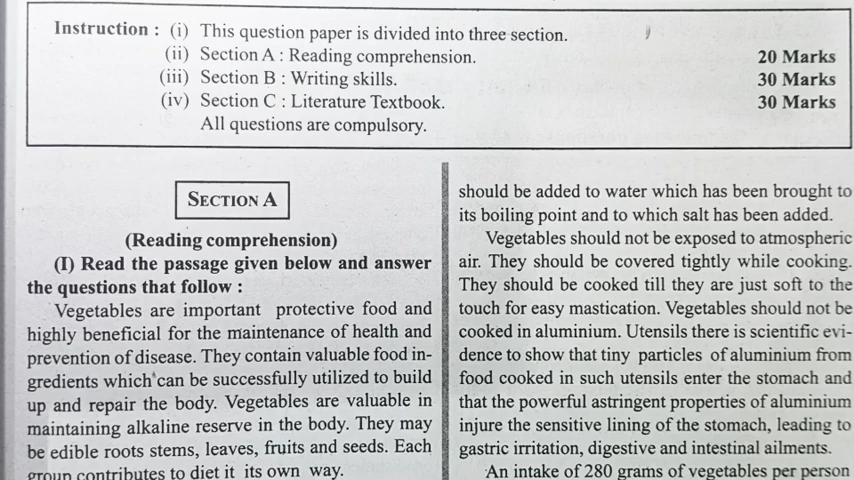 Instruction : (i) This question paper is divided into three section.
(ii) Section A : Reading comprehension. 20 Marks
(iii) Section B : Writing skills. 30 Marks
(iv) Section C : Literature Textbook. 30 Marks
All questions are compulsory.
SECTION A
(Reading comprehension)
(I) Read the passage given below and answer
the questions that follow :
Vegetables are important protective food and
highly beneficial for the maintenance of health and
prevention of disease. They contain valuable food in-
gredients which can be successfully utilized to build
up and repair the body. Vegetables are valuable in
maintaining alkaline reserve in the body. They may
be edible roots stems, leaves, fruits and seeds. Each
group contributes to diet it its own way.
should be added to water which has been brought to
its boiling point and to which salt has been added.
Vegetables should not be exposed to atmospheric
air. They should be covered tightly while cooking.
They should be cooked till they are just soft to the
touch for easy mastication. Vegetables should not be
cooked in aluminium. Utensils there is scientific evi-
dence to show that tiny particles of aluminium from
food cooked in such utensils enter the stomach and
that the powerful astringent properties of aluminium
injure the sensitive lining of the stomach, leading to
gastric irritation, digestive and intestinal ailments.
An intake of 280 grams of vegetables per person